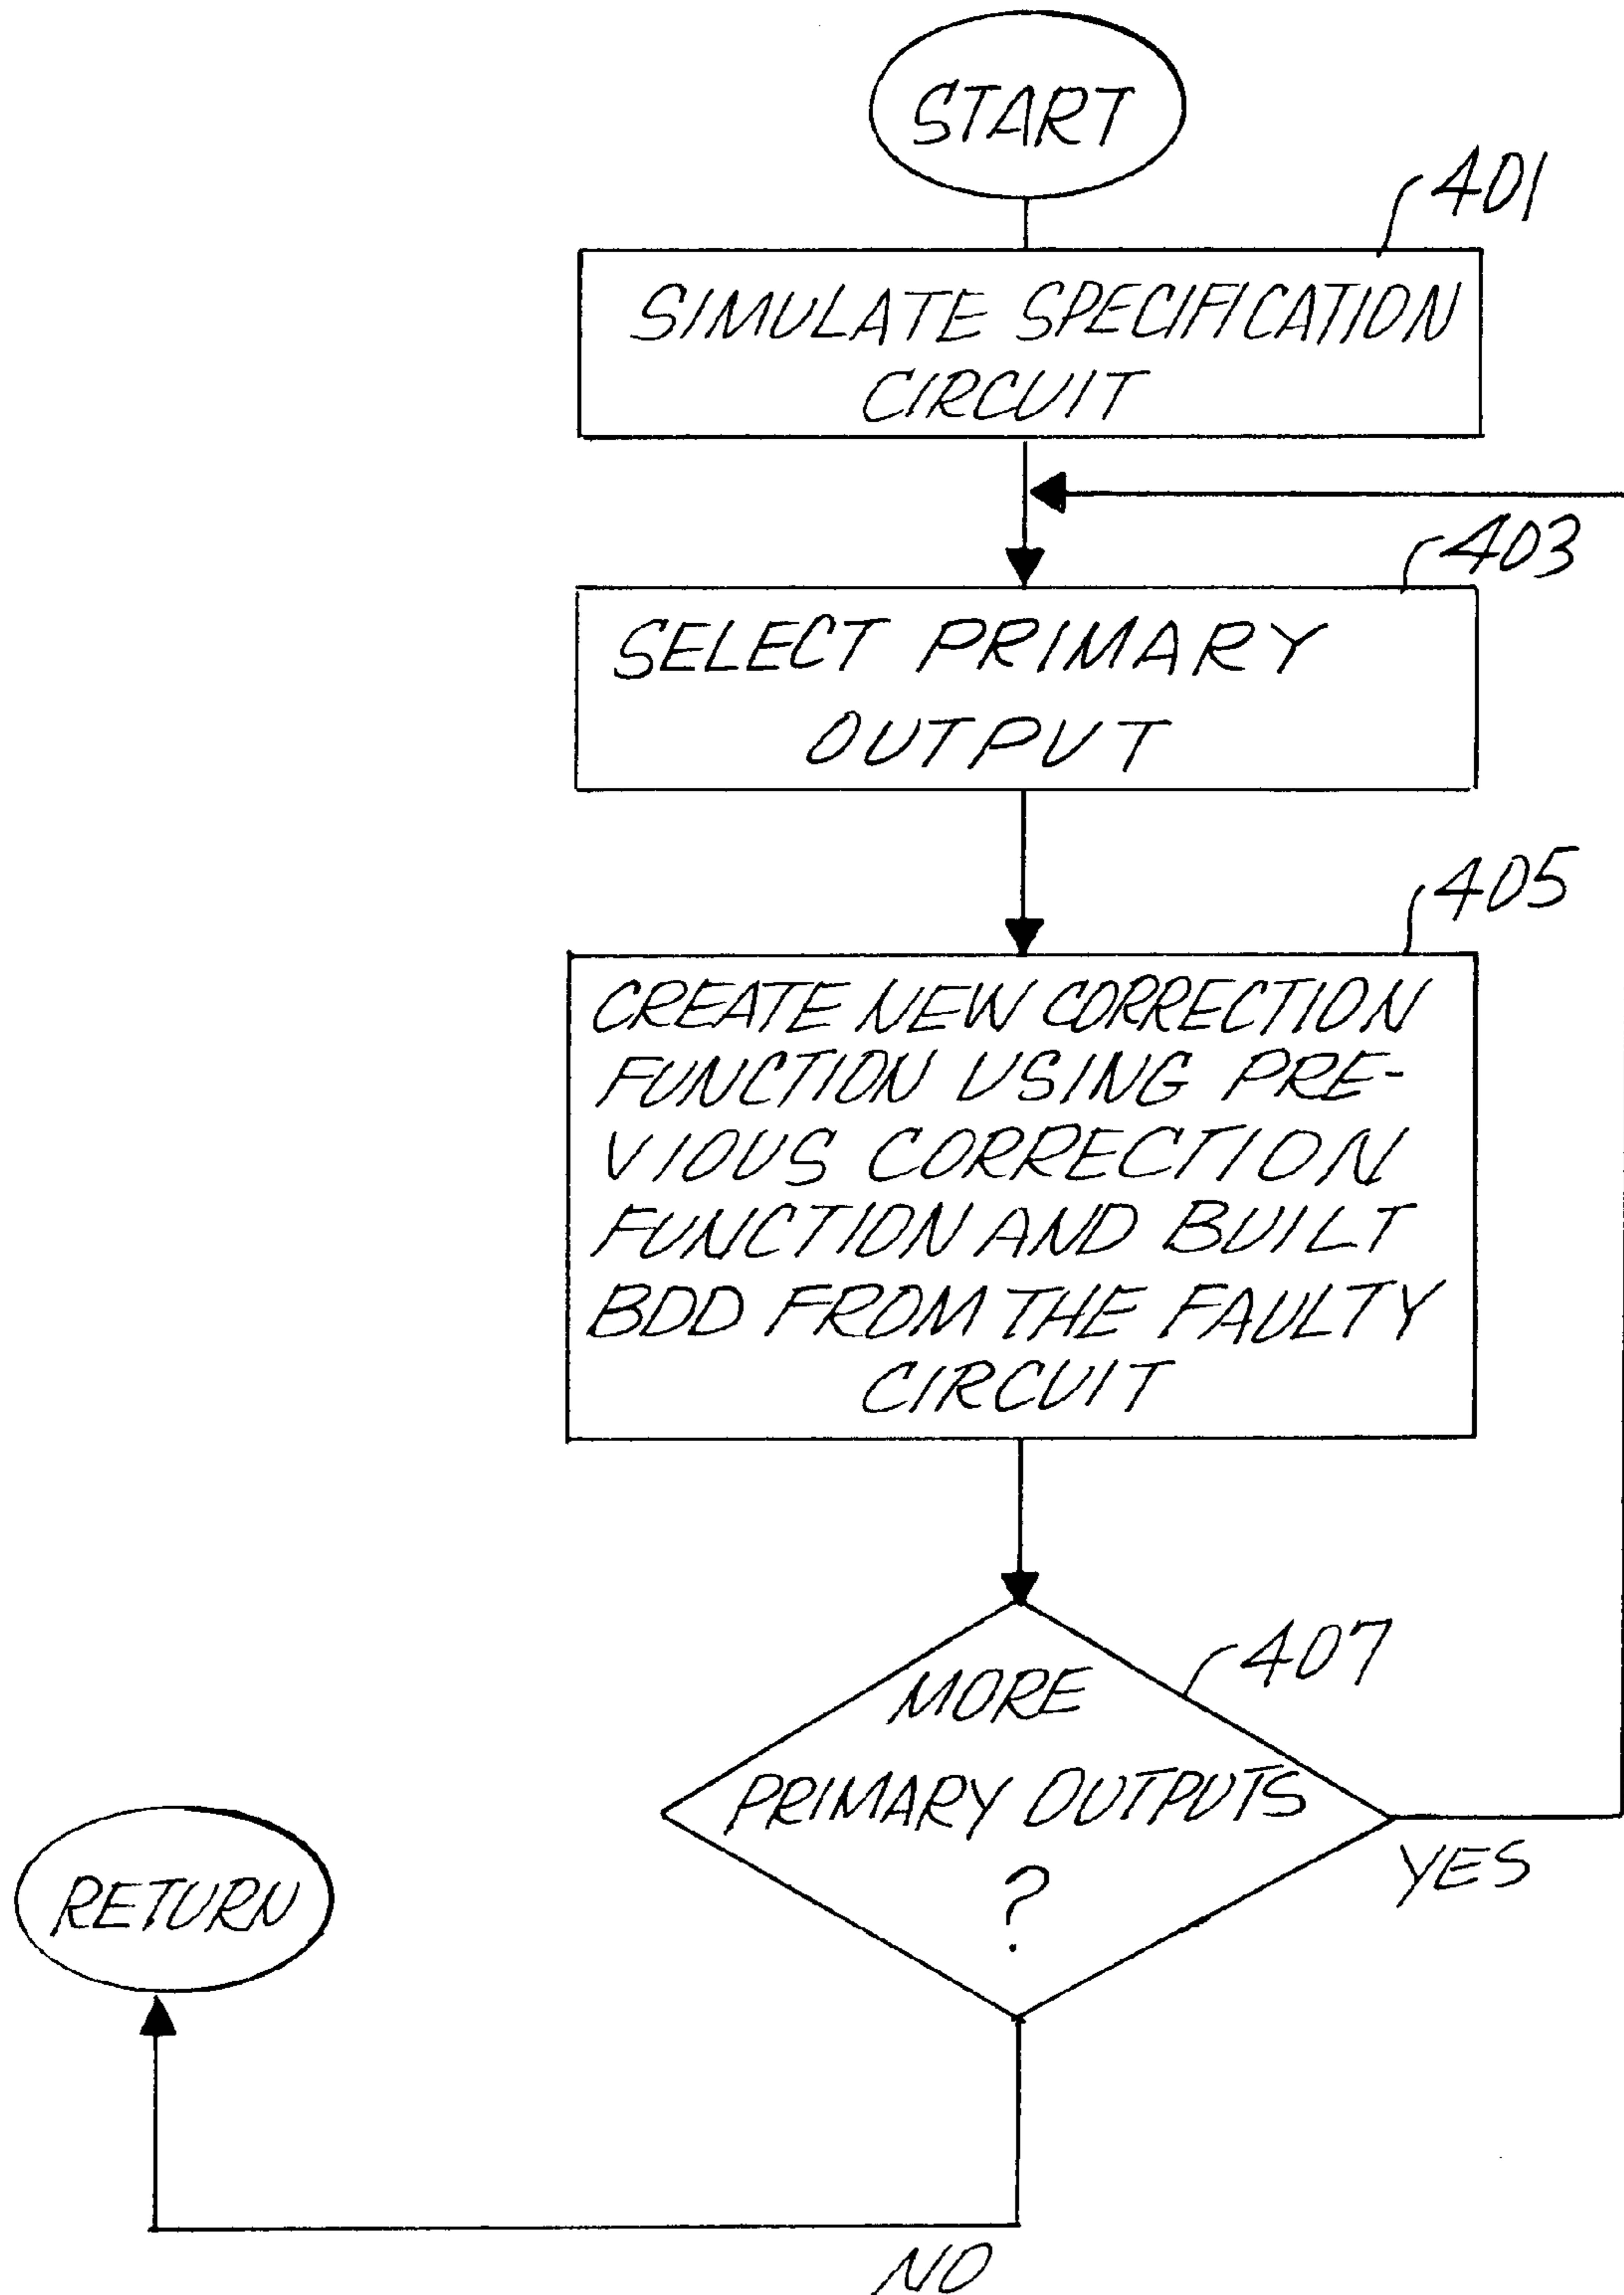 START
401
SIMULATE SPECIFICATION
CIRCUIT
403
SELECT PRIMARY
OUTPUT
405
CREATE NEW CORRECTION
FUNCTION USING PRE-
VIOUS CORRECTION
FUNCTION AND BUILT
BDD FROM THE FAULTY
CIRCUIT
407
MORE
PRIMARY OUTPUTS
?
YES
RETURN
NO